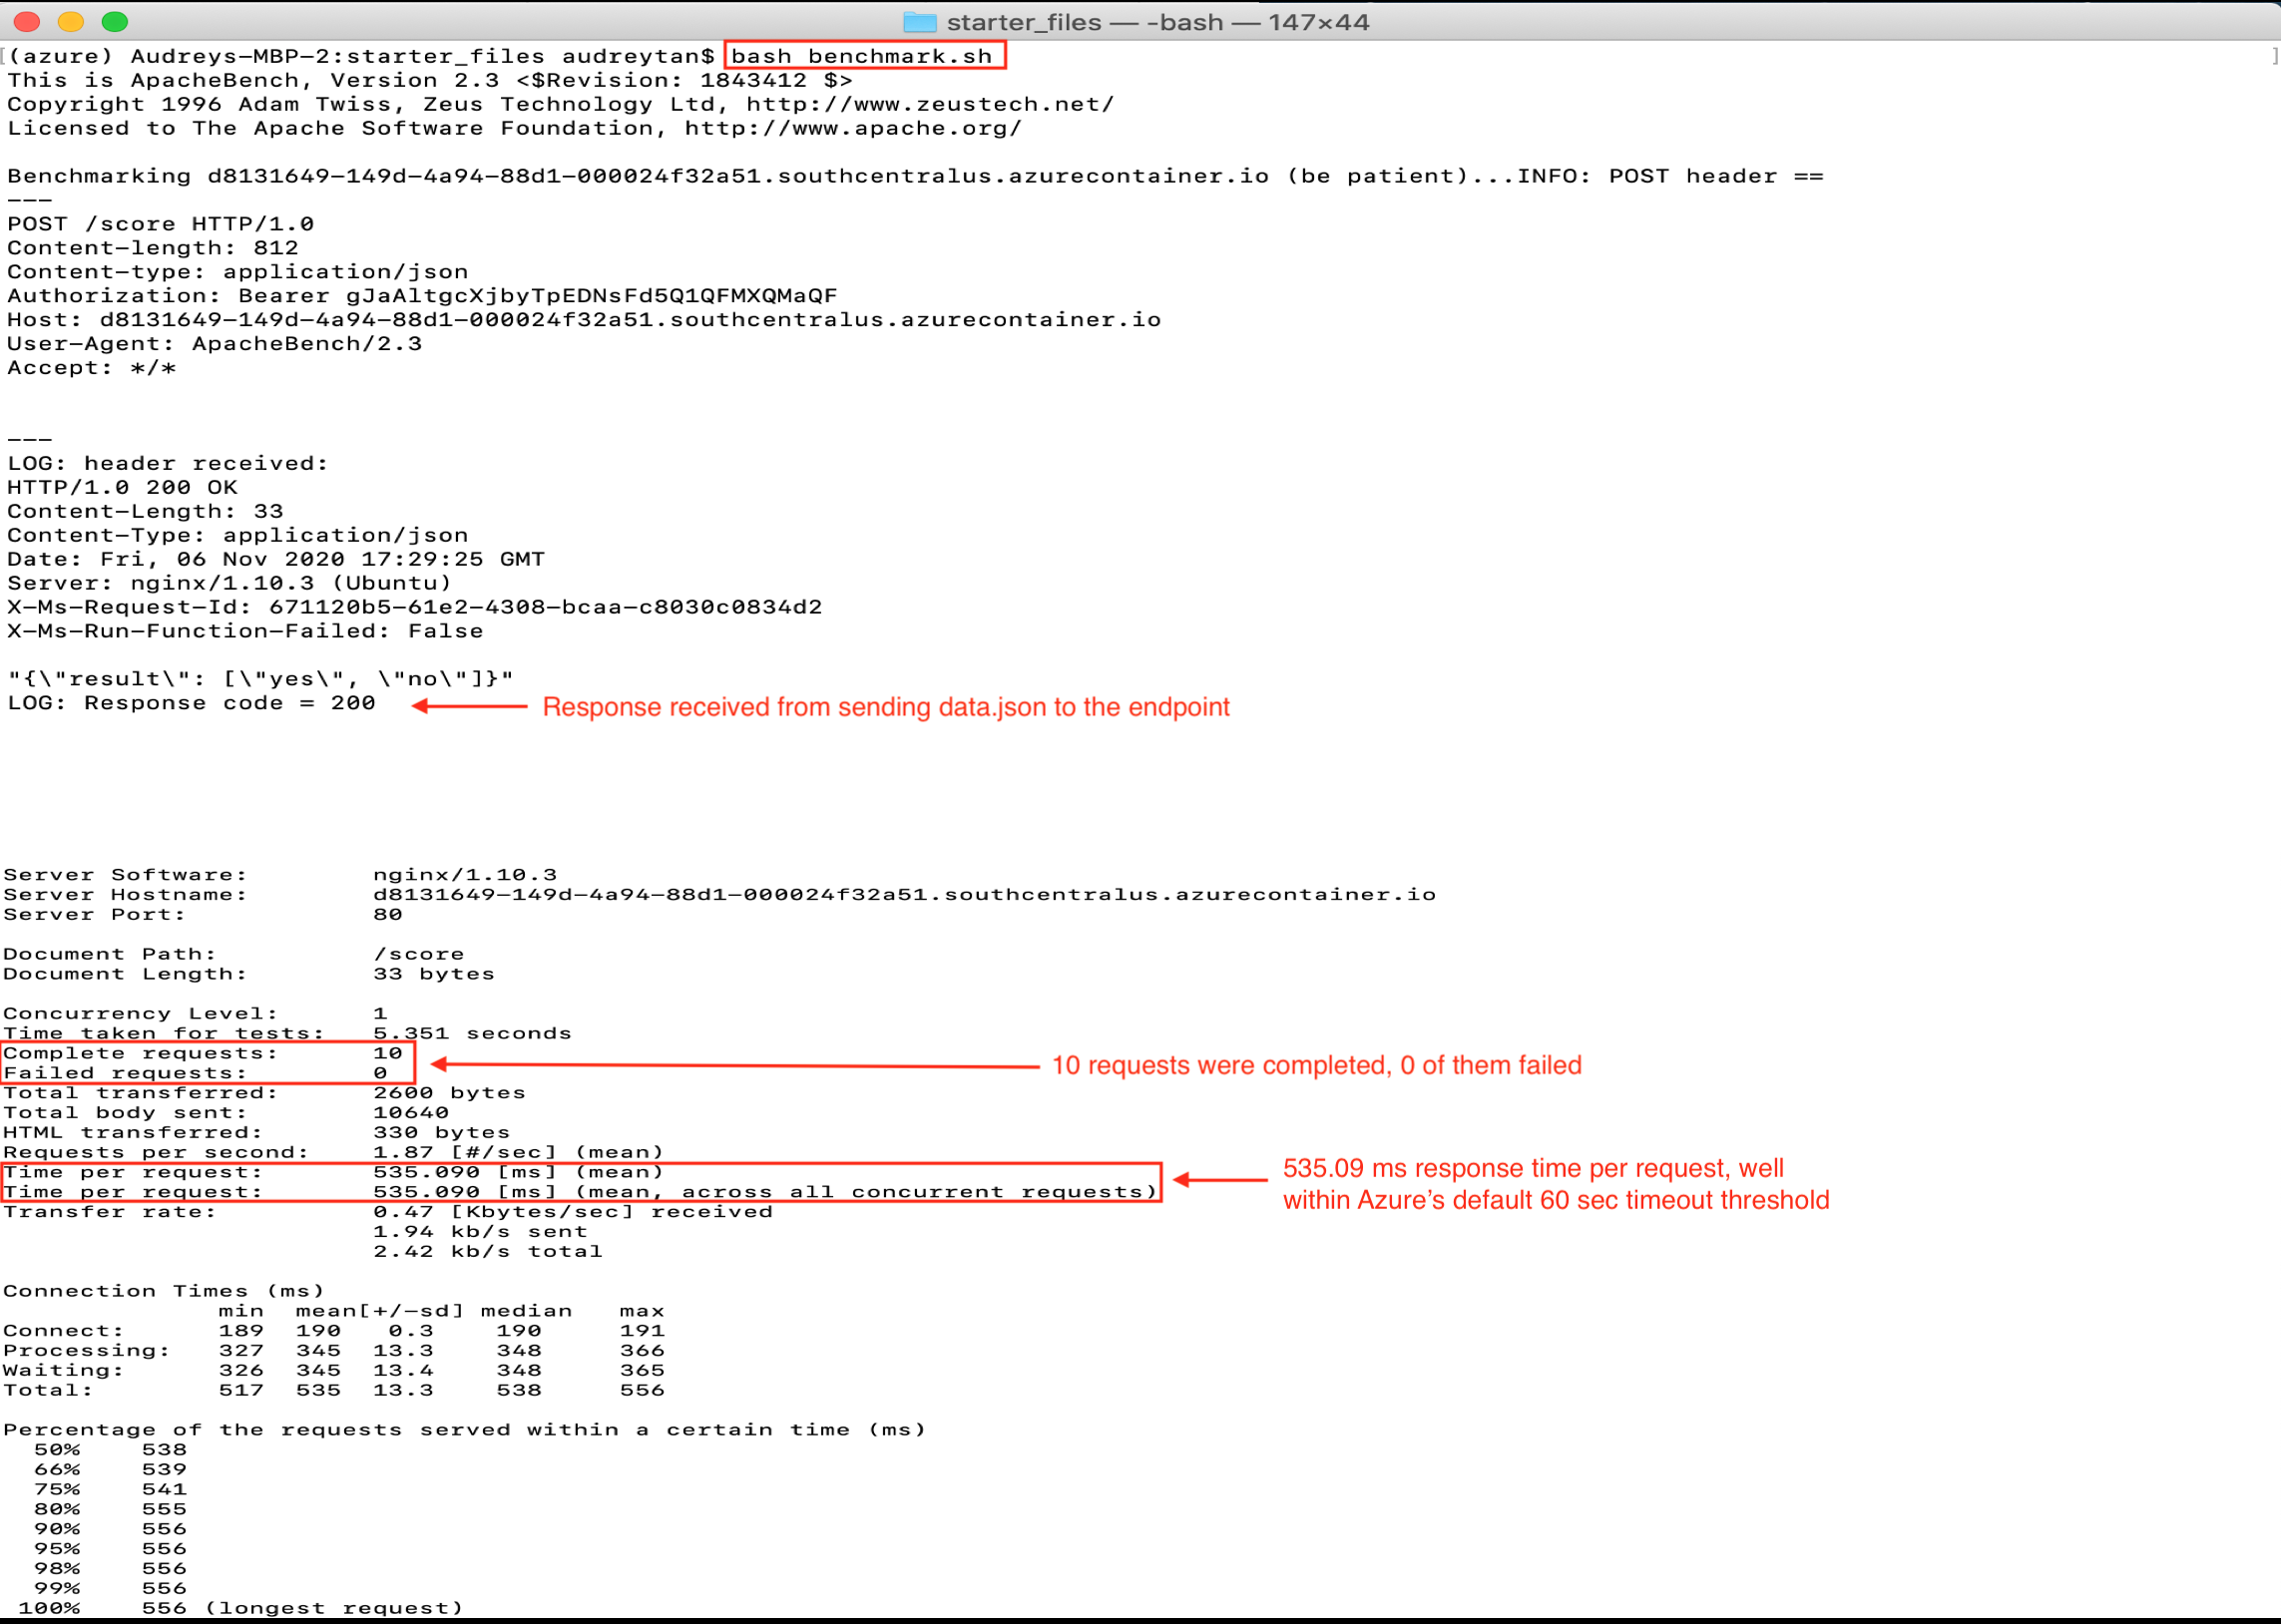 starter_files — -bash — 147×44
(azure) Audreys-MBP-2:starter_files audreytan$ bash benchmark.sh
This is ApacheBench, Version 2.3 <$Revision: 1843412 $>
Copyright 1996 Adam Twiss, Zeus Technology Ltd, http://www.zeustech.net/
Licensed to The Apache Software Foundation, http://www.apache.org/
Benchmarking d8131649-149d-4a94-88d1-000024f32a51.southcentralus.azurecontainer.io (be patient)...INFO: POST header ==
---
POST /score HTTP/1.0
Content-length: 812
Content-type: application/json
Authorization: Bearer gJaAltgcXjbyTpEDNsFd5Q1QFMXQMaQF
Host: d8131649-149d-4a94-88d1-000024f32a51.southcentralus.azurecontainer.io
User-Agent: ApacheBench/2.3
Accept: */*
---
LOG: header received:
HTTP/1.0 200 OK
Content-Length: 33
Content-Type: application/json
Date: Fri, 06 Nov 2020 17:29:25 GMT
Server: nginx/1.10.3 (Ubuntu)
X-Ms-Request-Id: 671120b5-61e2-4308-bcaa-c8030c0834d2
X-Ms-Run-Function-Failed: False
"{\"result\": [\"yes\", \"no\"]}"
LOG: Response code = 200
Response received from sending data.json to the endpoint
Server Software: nginx/1.10.3
Server Hostname: d8131649-149d-4a94-88d1-000024f32a51.southcentralus.azurecontainer.io
Server Port: 80
Document Path: /score
Document Length: 33 bytes
Concurrency Level: 1
Time taken for tests: 5.351 seconds
Complete requests: 10
Failed requests: 0
10 requests were completed, 0 of them failed
Total transferred: 2600 bytes
Total body sent: 10640
HTML transferred: 330 bytes
Requests per second: 1.87 [#/sec] (mean)
Time per request: 535.090 [ms] (mean)
Time per request: 535.090 [ms] (mean, across all concurrent requests)
535.09 ms response time per request, well
within Azure’s default 60 sec timeout threshold
Transfer rate: 0.47 [Kbytes/sec] received
1.94 kb/s sent
2.42 kb/s total
Connection Times (ms)
min mean[+/-sd] median max
Connect: 189 190 0.3 190 191
Processing: 327 345 13.3 348 366
Waiting: 326 345 13.4 348 365
Total: 517 535 13.3 538 556
Percentage of the requests served within a certain time (ms)
50% 538
66% 539
75% 541
80% 555
90% 556
95% 556
98% 556
99% 556
100% 556 (longest request)